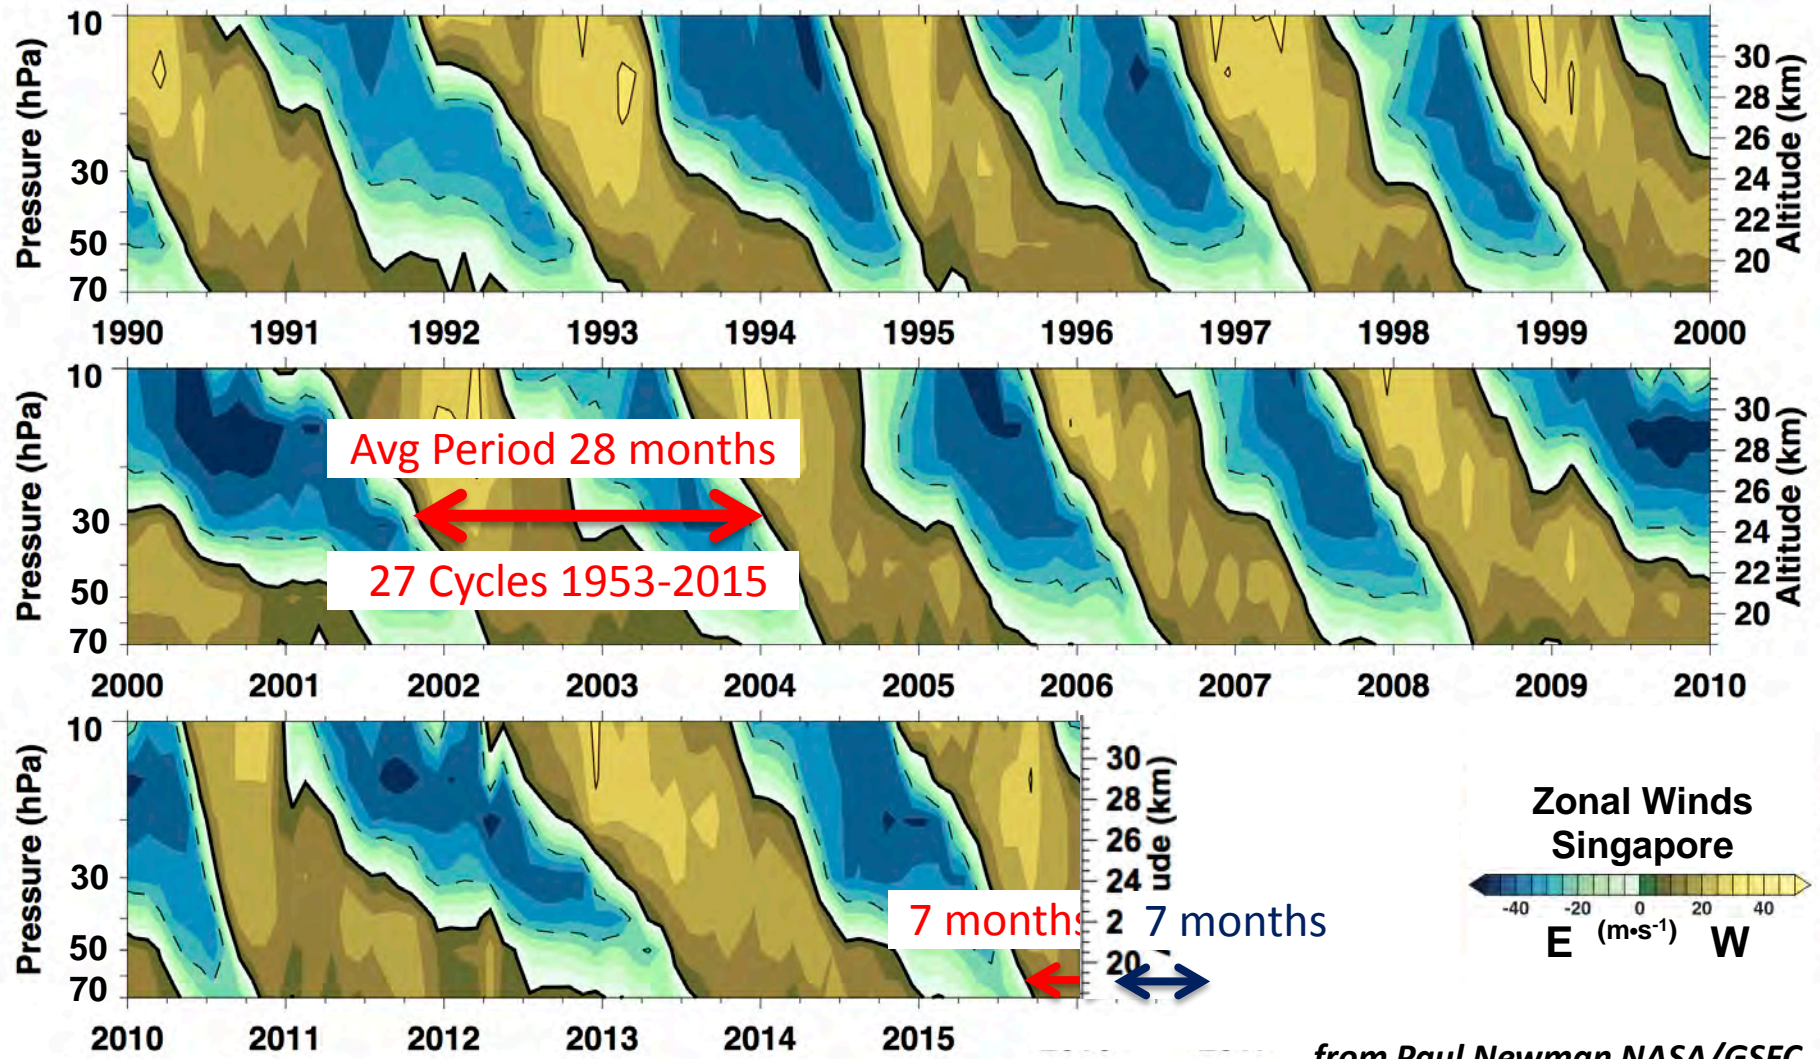 Pressure (hPa)
10
30
50
70
30
28
26
24
22
20
Altitude (km)
1990 1991 1992 1993 1994 1995 1996 1997 1998 1999 2000
Pressure (hPa)
10
30
50
70
Avg Period 28 months
27 Cycles 1953-2015
30
28
26
24
22
20
Altitude (km)
2000 2001 2002 2003 2004 2005 2006 2007 2008 2009 2010
Pressure (hPa)
10
30
50
70
30
28
26
24
2
20
ude (km)
7 months
7 months
2010 2011 2012 2013 2014 2015
Zonal Winds
Singapore
-40 -20 0 20 40
E (m•s-1) W
from Paul Newman NASA/GSFC